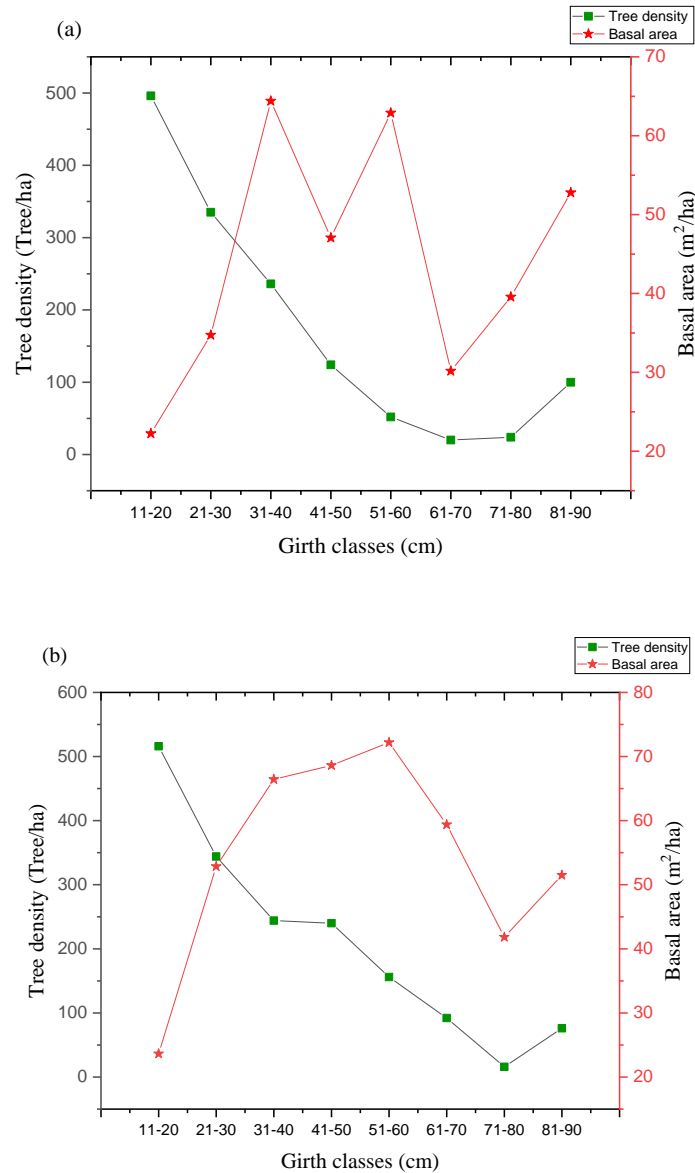 (a)
Tree density
Basal area
70
60
50
40
30
20
500
400
300
200
100
0
Tree density (Tree/ha)
Basal area (m²/ha)
11-20 21-30 31-40 41-50 51-60 61-70 71-80 81-90
Girth classes (cm)
(b)
Tree density
Basal area
600
500
400
300
200
100
0
80
70
60
50
40
30
20
Tree density (Tree/ha)
Basal area (m²/ha)
11-20 21-30 31-40 41-50 51-60 61-70 71-80 81-90
Girth classes (cm)